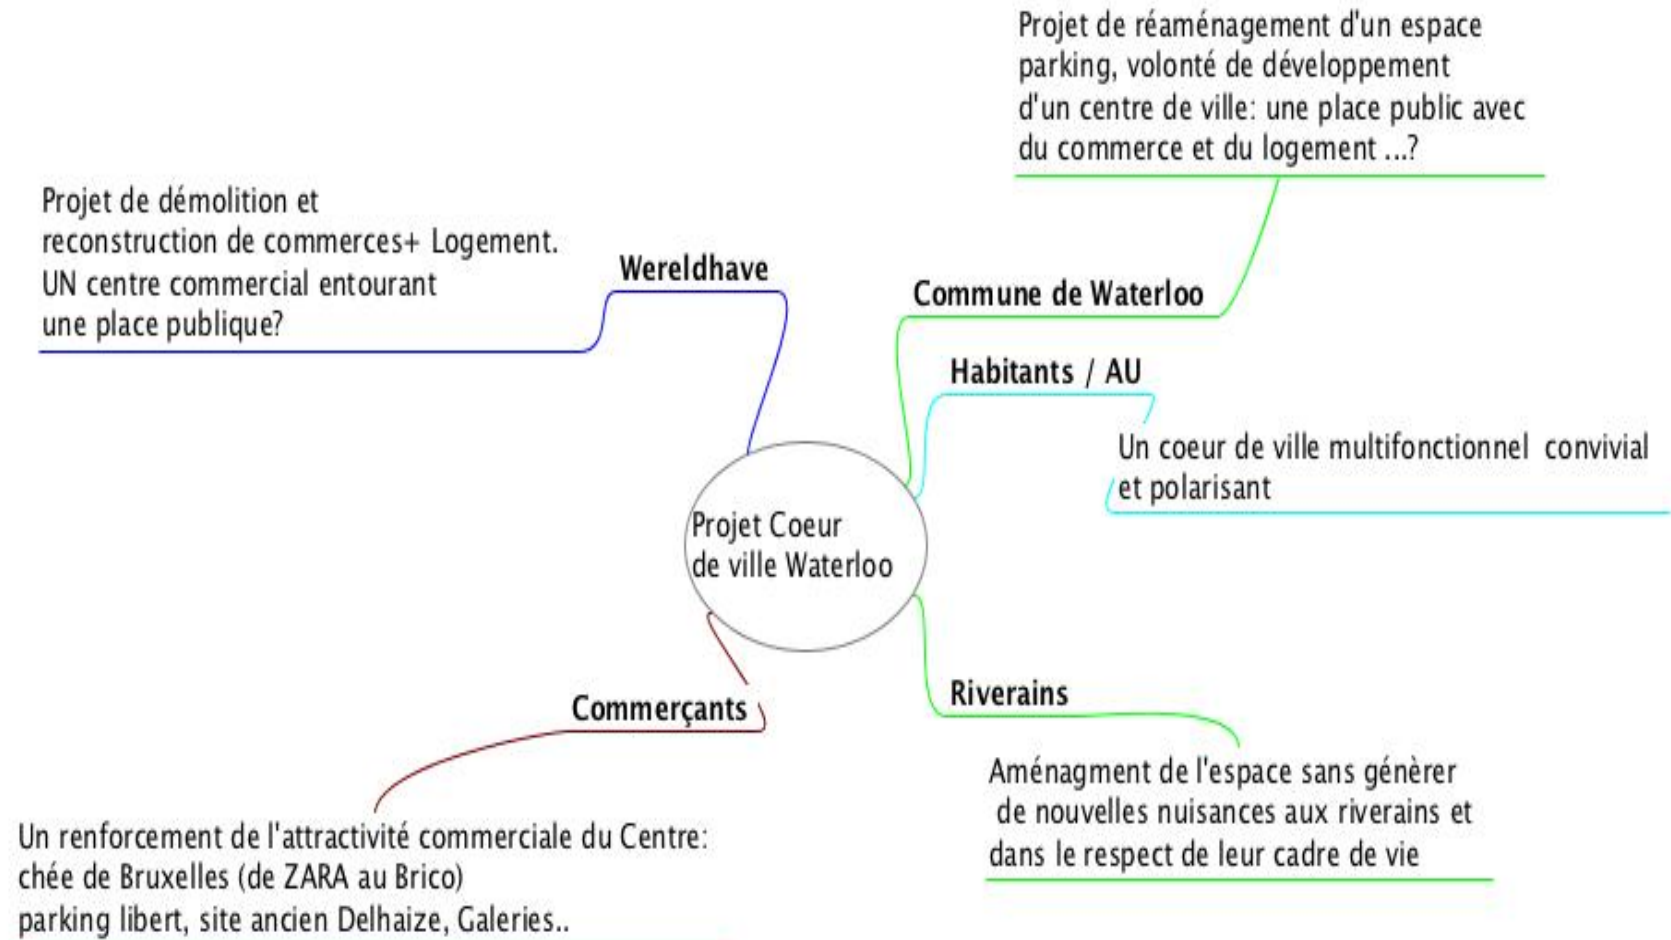 Projet de réaménagement d'un espace
parking, volonté de développement
d'un centre de ville: une place public avec
du commerce et du logement ...?
Projet de démolition et
reconstruction de commerces+ Logement.
UN centre commercial entourant
une place publique?
Wereldhave
Commune de Waterloo
Habitants / AU
Un coeur de ville multifonctionnel convivial
et polarisant
Projet Coeur
de ville Waterloo
Riverains
Commerçants
Aménagment de l'espace sans génèrer
de nouvelles nuisances aux riverains et
dans le respect de leur cadre de vie
Un renforcement de l'attractivité commerciale du Centre:
chée de Bruxelles (de ZARA au Brico)
parking libert, site ancien Delhaize, Galeries..